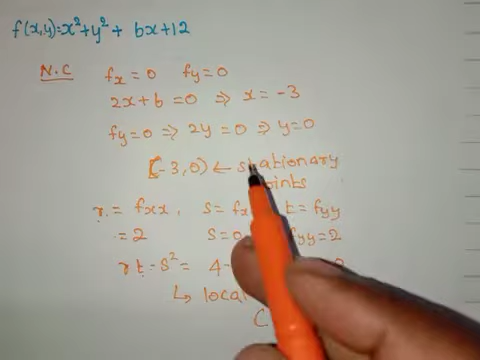 f(x,y)=x²+y²+ 6x+12
N.C fx=0 fy=0
2x+6=0 ⇒ x=-3
fy=0 ⇒ 2y=0 ⇒ y=0
(-3,0) ← stationary
points
r.= fxx, S= fx t= fyy
=2 S=0 fyy=2
rt-S²= 4-
↳ local